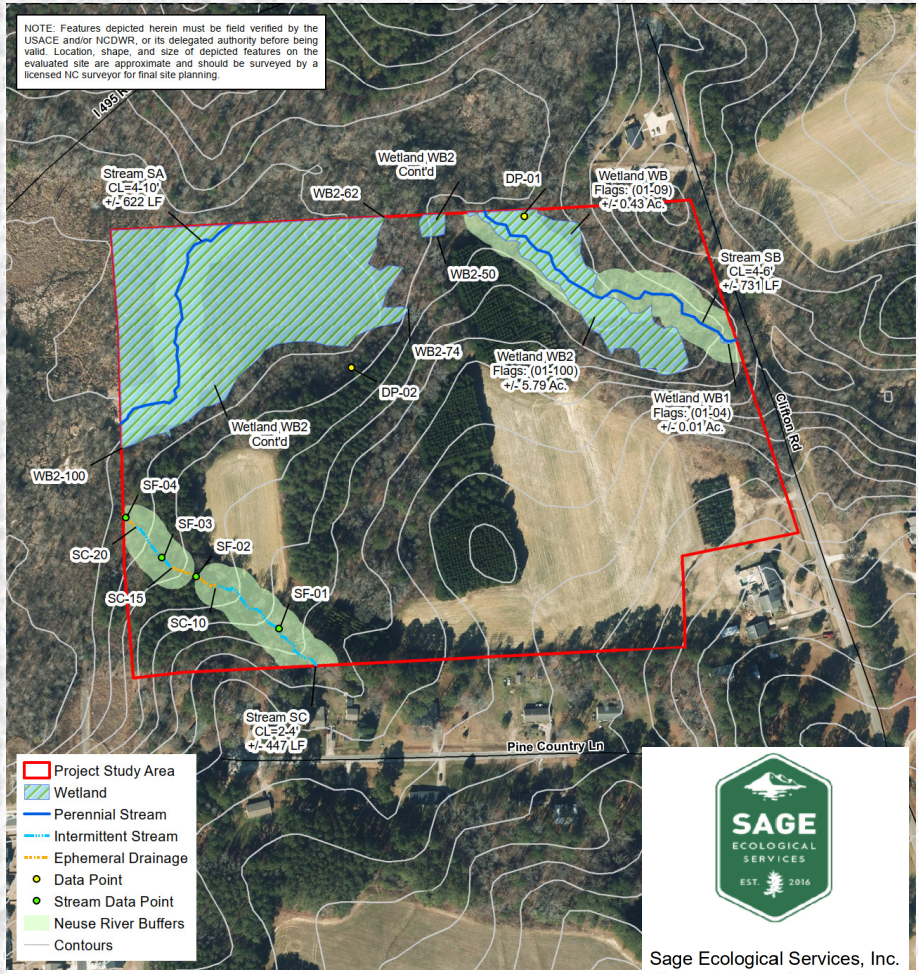 NOTE: Features depicted herein must be field verified by the
USACE and/or NCDWR, or its delegated authority before being
valid. Location, shape, and size of depicted features on the
evaluated site are approximate and should be surveyed by a
licensed NC surveyor for final site planning.
I 495
Stream SA
CL=4-10'
+/- 622 LF
WB2-62
Wetland WB2
Cont'd
DP-01
Wetland WB
Flags: (01-09)
+/- 0.43 Ac.
Stream SB
CL=4-6'
+/- 731 LF
WB2-50
WB2-74
Wetland WB2
Flags: (01-100)
+/- 5.79 Ac.
DP-02
Wetland WB1
Flags: (01-04)
+/- 0.01 Ac.
Clifton Rd
Wetland WB2
Cont'd
WB2-100
SF-04
SF-03
SC-20
SF-02
SC-15
SF-01
SC-10
Stream SC
CL=2-4'
+/- 447 LF
Pine Country Ln
Project Study Area
Wetland
Perennial Stream
Intermittent Stream
Ephemeral Drainage
Data Point
Stream Data Point
Neuse River Buffers
Contours
SAGE
ECOLOGICAL
SERVICES
EST. 2016
Sage Ecological Services, Inc.